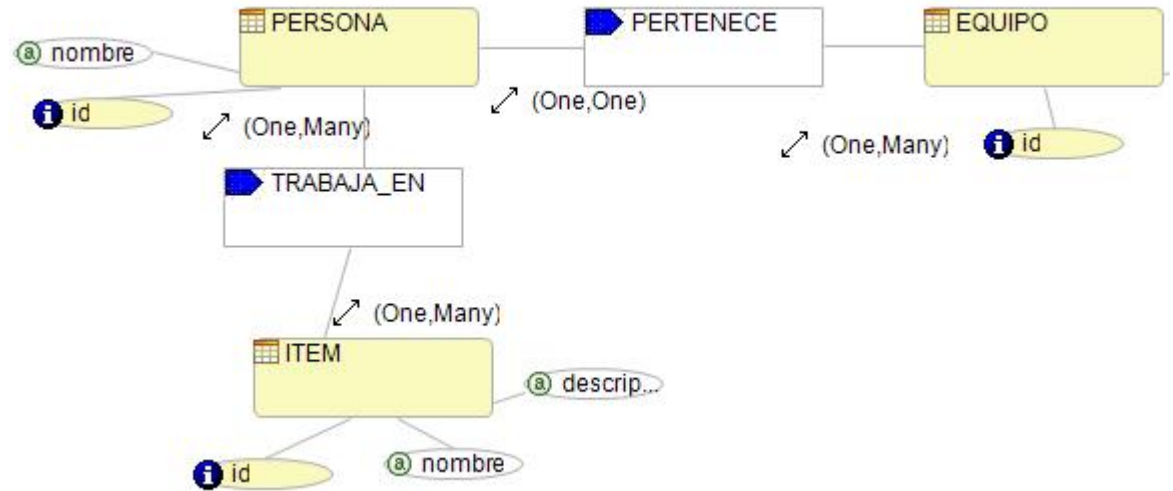 PERSONA
PERTENECE
EQUIPO
a nombre
i id
(One,Many)
(One,One)
(One,Many)
i id
TRABAJA_EN
(One,Many)
ITEM
a descrip...
i id
a nombre